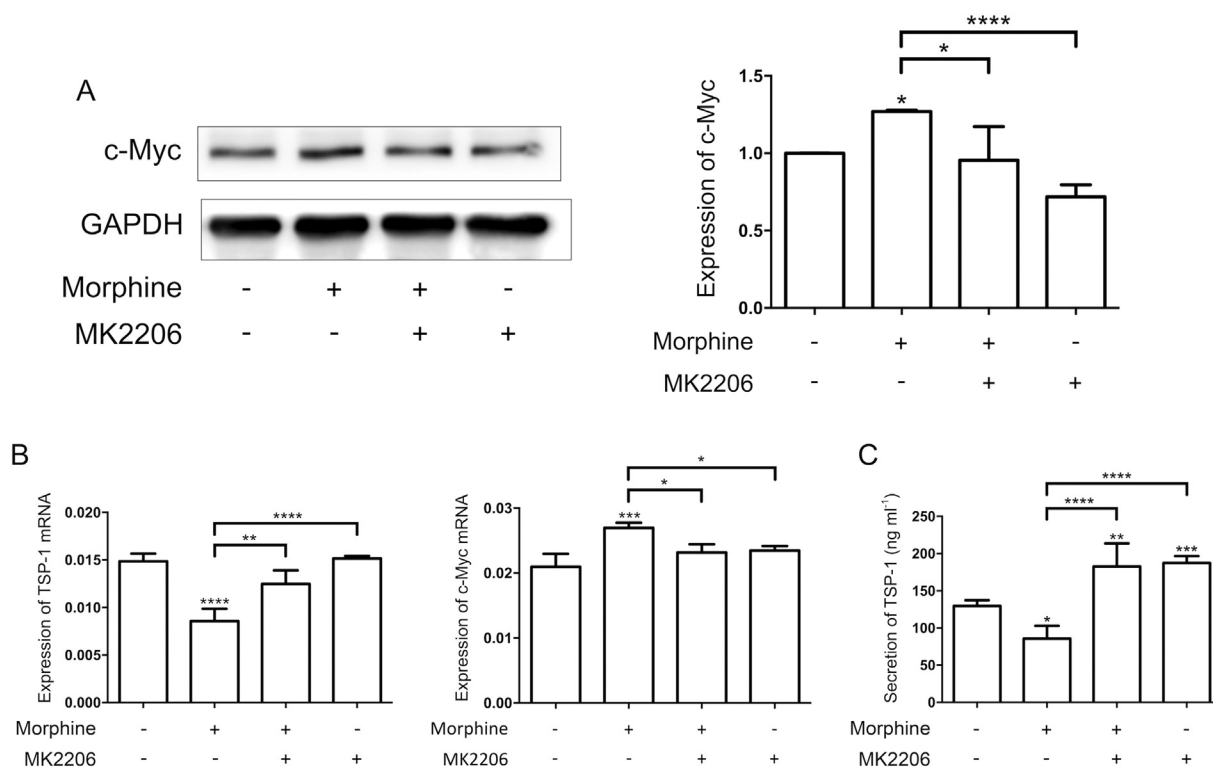 A
c-Myc
GAPDH
Morphine - + + -
MK2206 - - + +
****
*
*
Expression of c-Myc
1.5
1.0
0.5
0.0
Morphine - + + -
MK2206 - - + +
B
****
**
****
Expression of TSP-1 mRNA
0.020
0.015
0.010
0.005
0.000
Morphine - + + -
MK2206 - - + +
*
*
***
Expression of c-Myc mRNA
0.03
0.02
0.01
0.00
Morphine - + + -
MK2206 - - + +
C
****
****
**
***
*
Secretion of TSP-1 (ng ml⁻¹)
250
200
150
100
50
0
Morphine - + + -
MK2206 - - + +